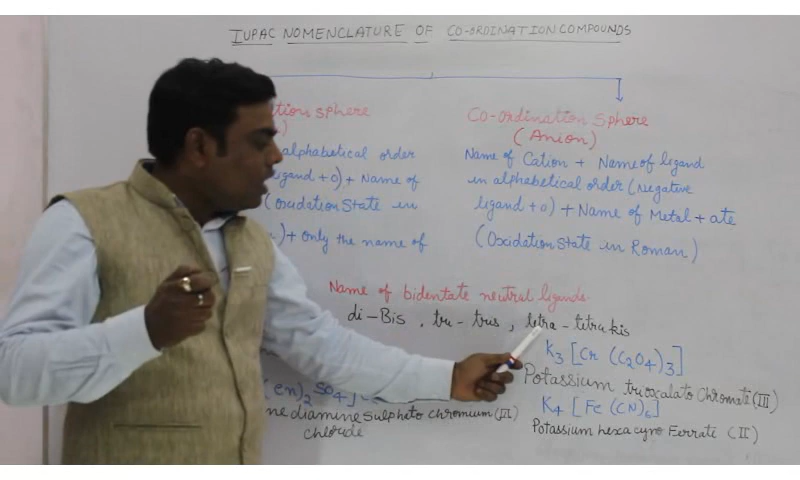 IUPAC NOMENCLATURE OF CO-ORDINATION COMPOUNDS
tion sphere
)
alphabetical order
igand + o) + Name of
(oxidation State in
) + only the name of
Co-ordination Sphere
(Anion)
Name of Cation + Name of ligand
in alphabetical order (Negative
ligand + o) + Name of Metal + ate
(Oxidation State in Roman)
Name of bidentate neutral ligands.
di - Bis, tri - tris, tetra - tetrakis
(en)2 SO4]
ne diamine sulphato chromium (III)
chloride
K3 [Cr (C2O4)3]
Potassium trioxalato Chromate (III)
K4 [Fe (CN)6]
Potassium hexa cyno Ferrate (II)